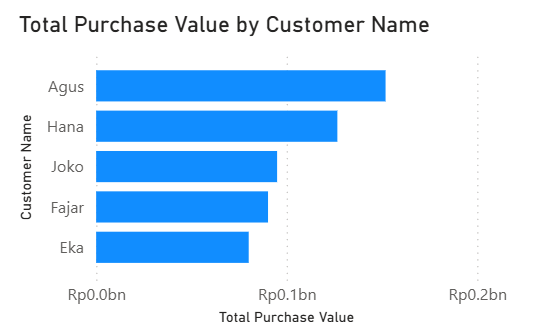 Total Purchase Value by Customer Name
Customer Name
Agus
Hana
Joko
Fajar
Eka
Rp0.0bn Rp0.1bn Rp0.2bn
Total Purchase Value